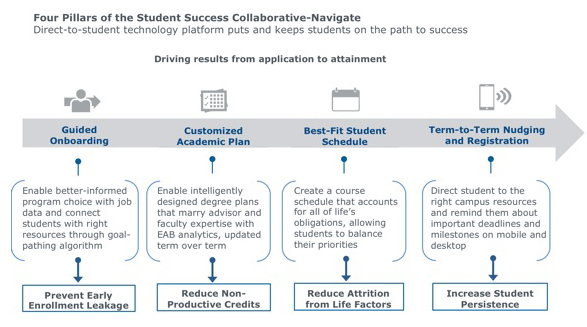 Four Pillars of the Student Success Collaborative-Navigate
Direct-to-student technology platform puts and keeps students on the path to success
Driving results from application to attainment
Guided
Onboarding
Customized
Academic Plan
Best-Fit Student
Schedule
Term-to-Term Nudging
and Registration
Enable better-informed
program choice with job
data and connect
students with right
resources through goal-
pathing algorithm
Enable intelligently
designed degree plans
that marry advisor and
faculty expertise with
EAB analytics, updated
term over term
Create a course
schedule that accounts
for all of life's
obligations, allowing
students to balance
their priorities
Direct student to the
right campus resources
and remind them about
important deadlines and
milestones on mobile and
desktop
Prevent Early
Enrollment Leakage
Reduce Non-
Productive Credits
Reduce Attrition
from Life Factors
Increase Student
Persistence